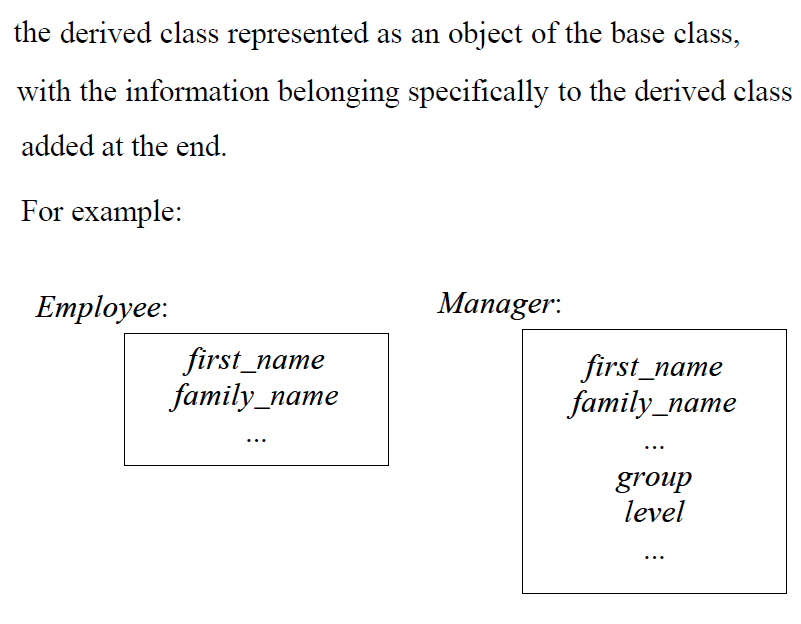 the derived class represented as an object of the base class,
with the information belonging specifically to the derived class
added at the end.
For example:
Employee:
first_name
family_name
...
Manager:
first_name
family_name
...
group
level
...